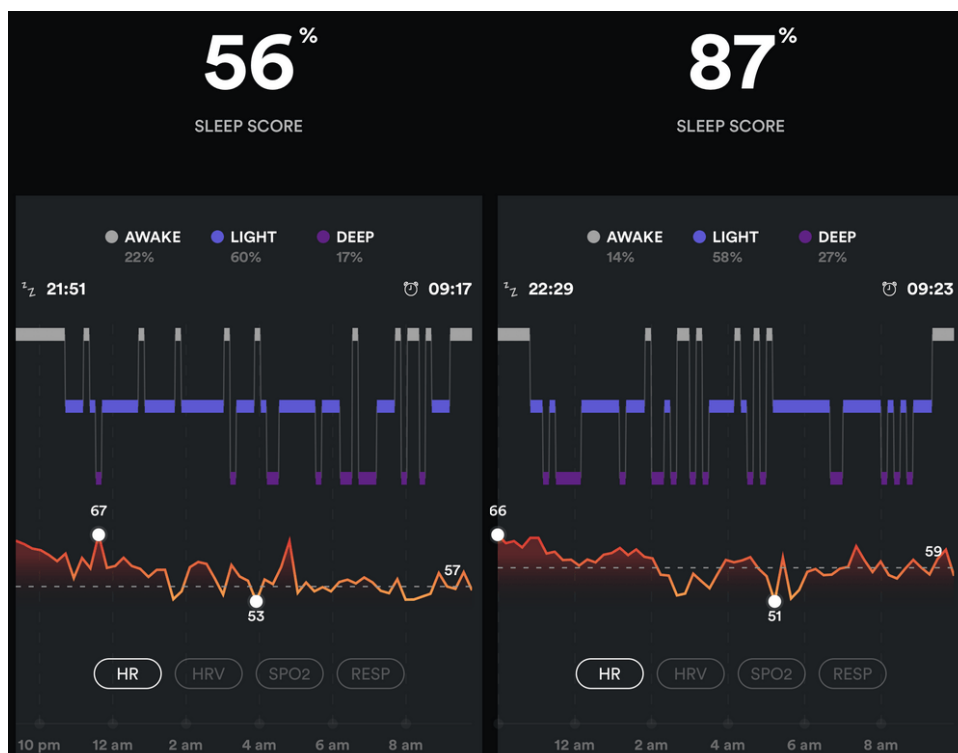 56%
SLEEP SCORE
AWAKE LIGHT DEEP
22% 60% 17%
zZ 21:51 09:17
67
57
53
HR HRV SPO2 RESP
10 pm 12 am 2 am 4 am 6 am 8 am
87%
SLEEP SCORE
AWAKE LIGHT DEEP
14% 58% 27%
zZ 22:29 09:23
66
59
51
HR HRV SPO2 RESP
12 am 2 am 4 am 6 am 8 am